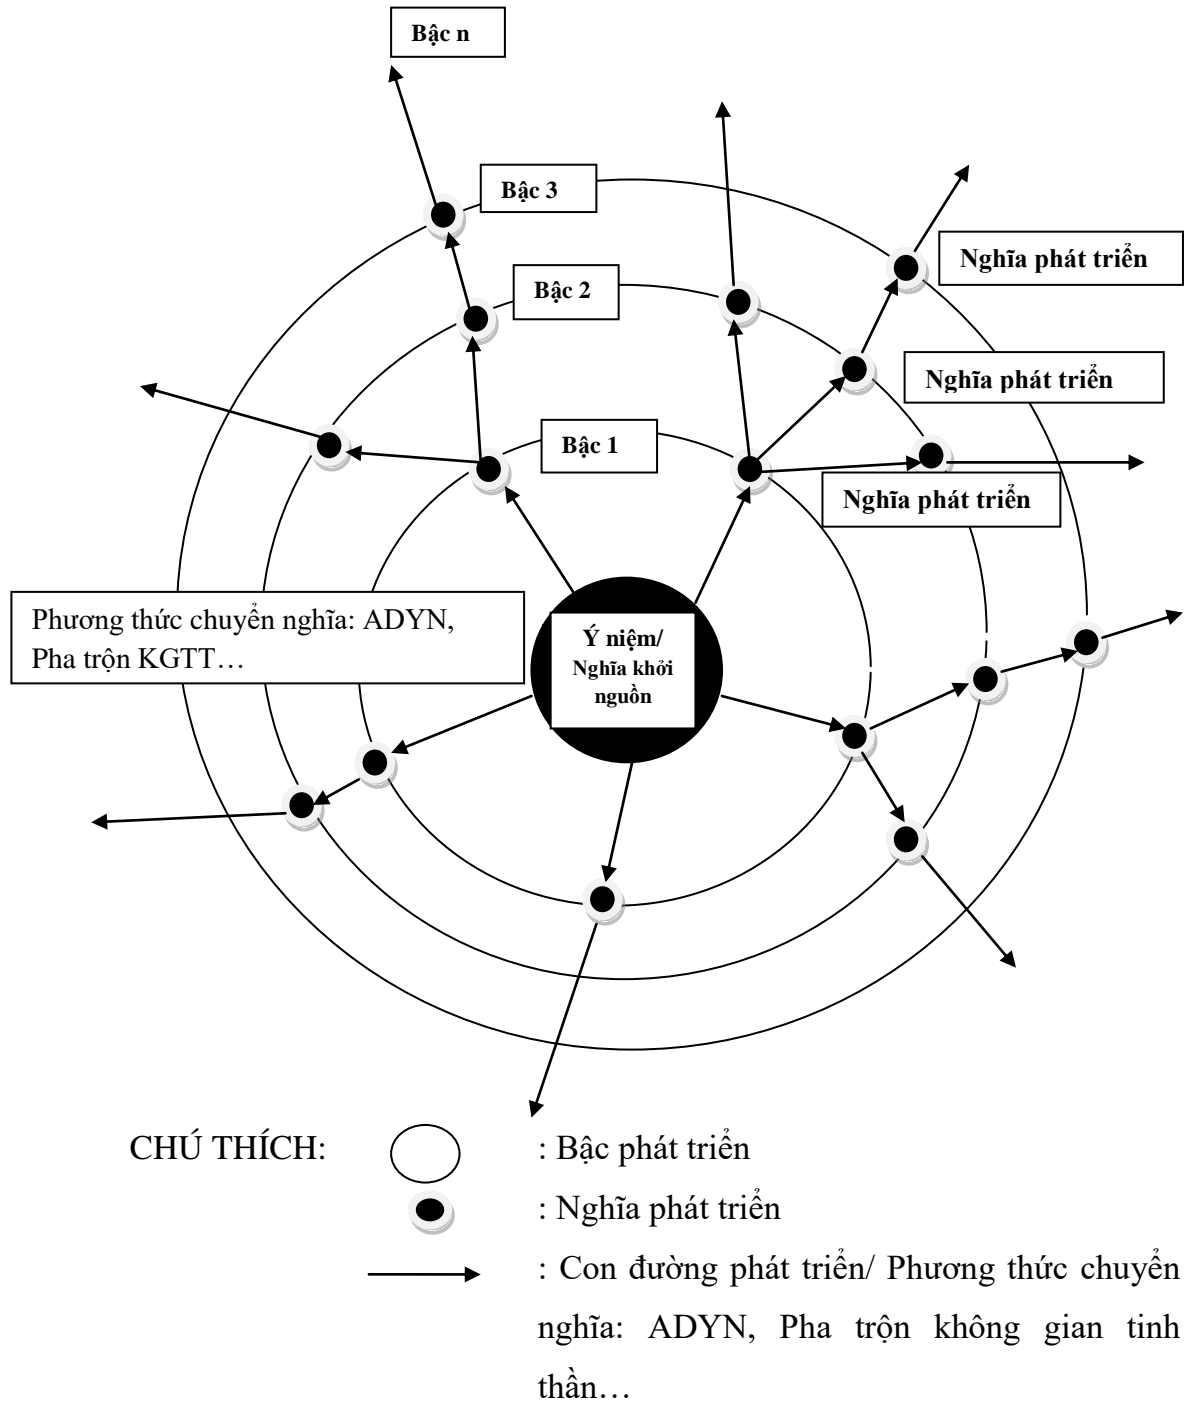 Bậc n
Bậc 3
Nghĩa phát triển
Bậc 2
Nghĩa phát triển
Bậc 1
Nghĩa phát triển
Phương thức chuyển nghĩa: ADYN,
Pha trộn KGTT…
Ý niệm/
Nghĩa khởi
nguồn
CHÚ THÍCH:
: Bậc phát triển
: Nghĩa phát triển
: Con đường phát triển/ Phương thức chuyển
nghĩa: ADYN, Pha trộn không gian tinh
thần…